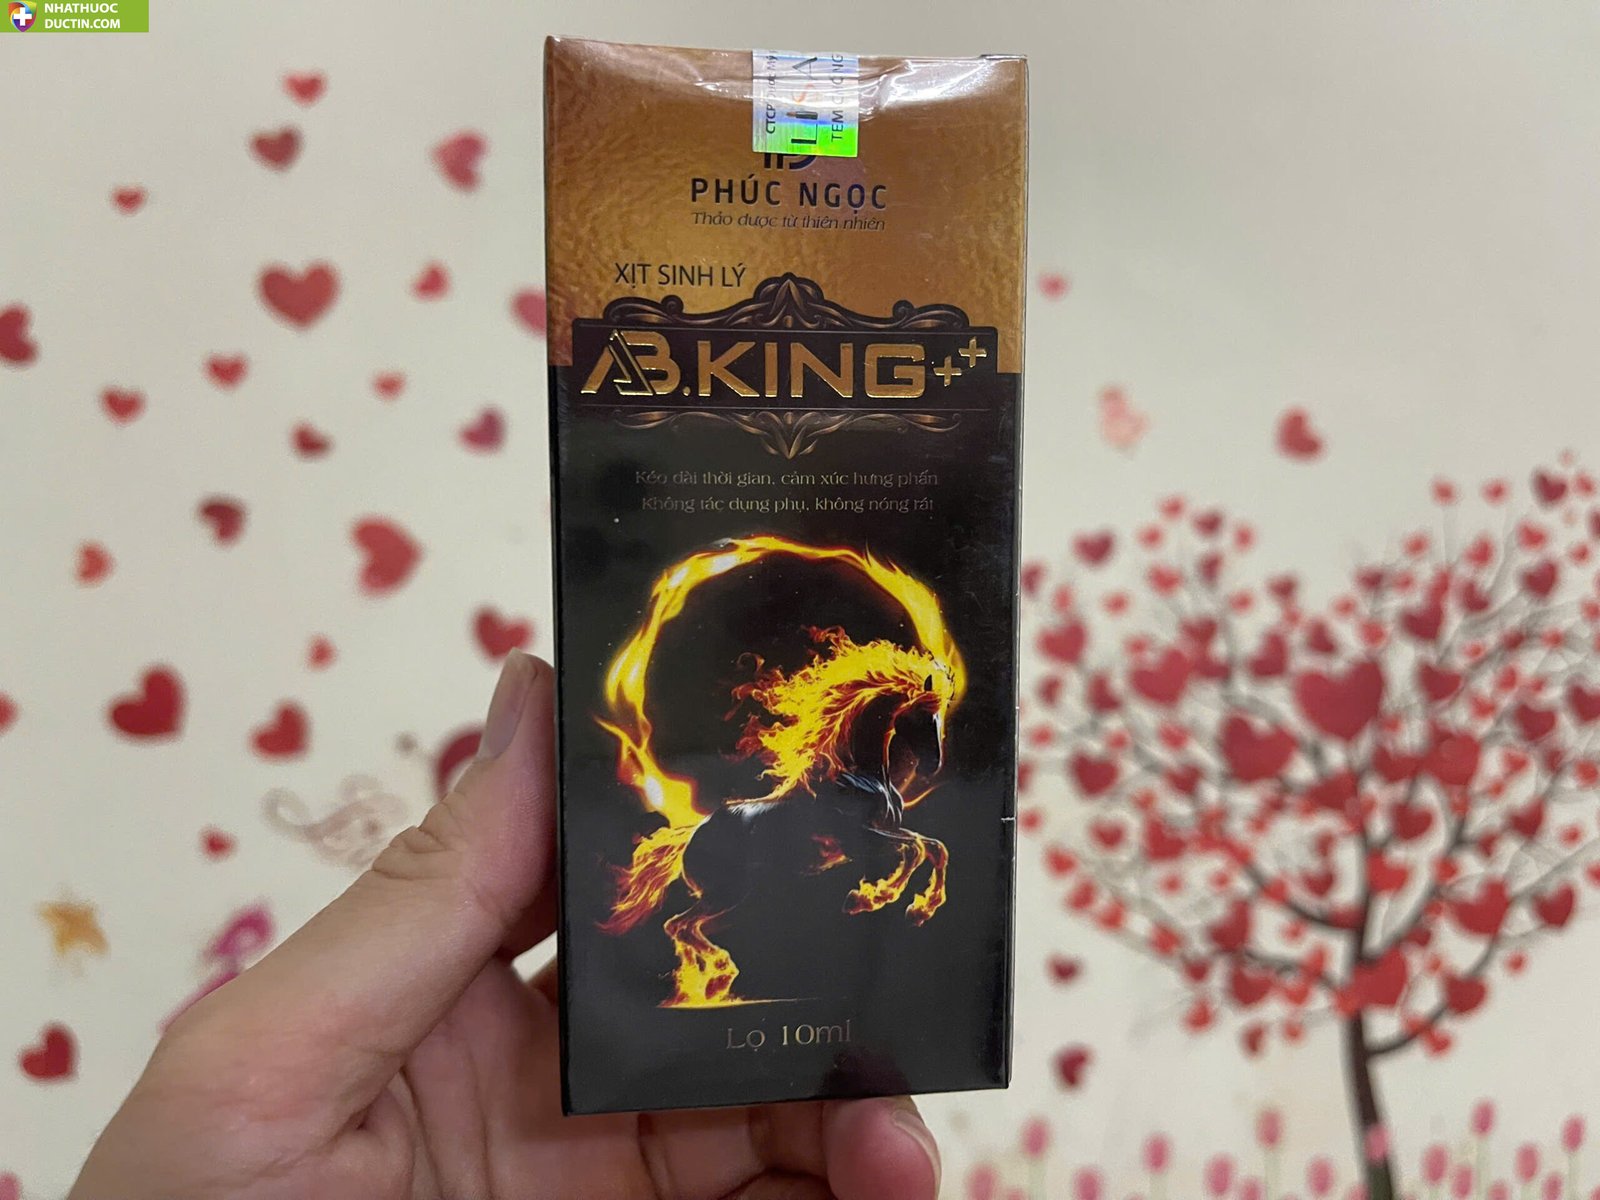 NHATHUOC
DUCTIN.COM
PHÚC NGỌC
Thảo dược từ thiên nhiên
XỊT SINH LÝ
AB.KING++
Kéo dài thời gian, cảm xúc hưng phấn
Không tác dụng phụ, không nóng rát
Lọ 10ml